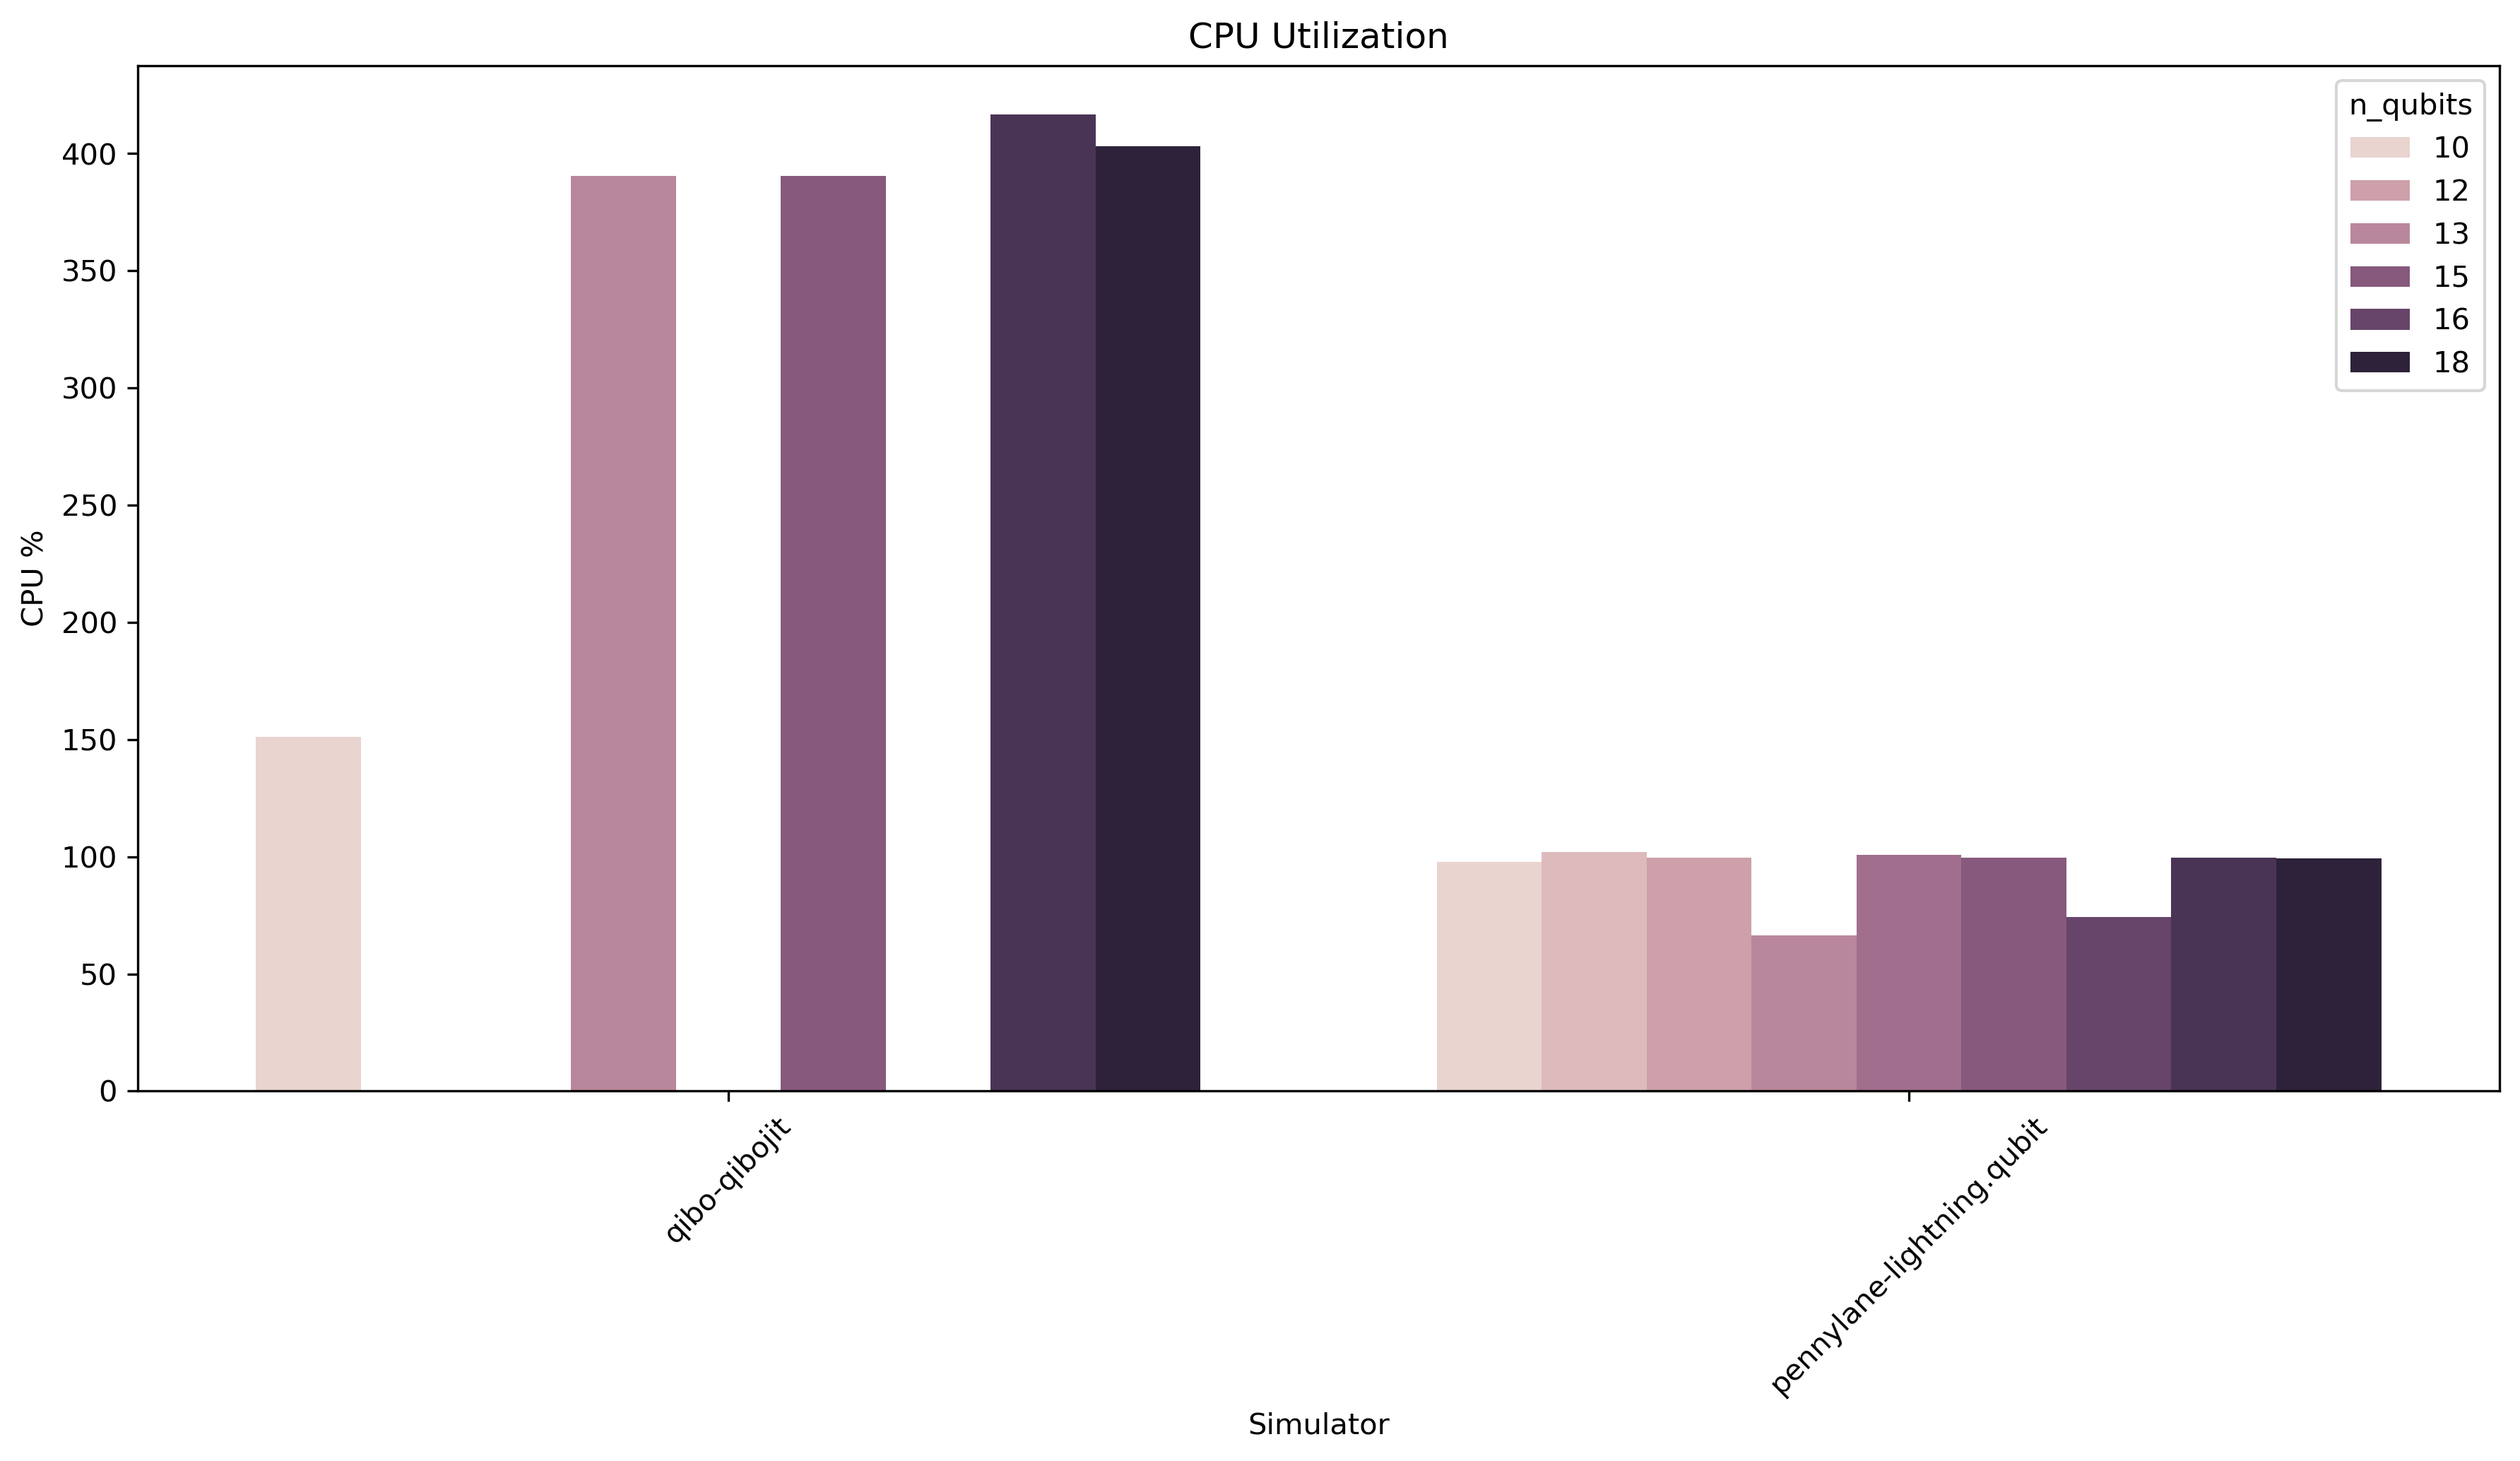 CPU Utilization
n_qubits
10
12
13
15
16
18
CPU %
400
350
300
250
200
150
100
50
0
qibo-qibojit
pennylane-lightning.qubit
Simulator